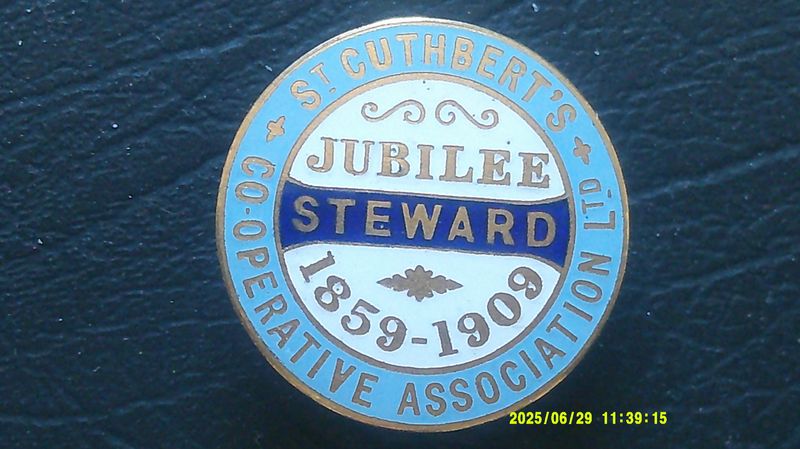 ST CUTHBERT'S
CO-OPERATIVE ASSOCIATION LTD
JUBILEE
STEWARD
1859-1909
2025/06/29 11:39:15